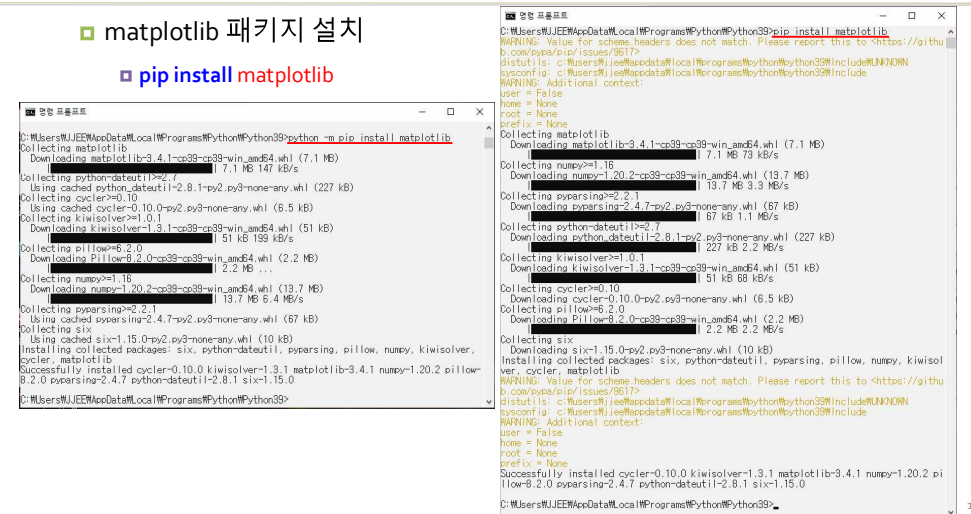 matplotlib 패키지 설치
pip install matplotlib
명령 프롬프트
C:₩Users₩JJEE₩AppData₩Local₩Programs₩Python₩Python39>python -m pip install matplotlib
Collecting matplotlib
Downloading matplotlib-3.4.1-cp39-cp39-win_amd64.whl (7.1 MB)
| 7.1 MB 147 kB/s
Collecting python-dateutil>=2.7
Using cached python_dateutil-2.8.1-py2.py3-none-any.whl (227 kB)
Collecting cycler>=0.10
Using cached cycler-0.10.0-py2.py3-none-any.whl (6.5 kB)
Collecting kiwisolver>=1.0.1
Downloading kiwisolver-1.3.1-cp39-cp39-win_amd64.whl (51 kB)
| 51 kB 199 kB/s
Collecting pillow>=6.2.0
Downloading Pillow-8.2.0-cp39-cp39-win_amd64.whl (2.2 MB)
| 2.2 MB ...
Collecting numpy>=1.16
Downloading numpy-1.20.2-cp39-cp39-win_amd64.whl (13.7 MB)
| 13.7 MB 6.4 MB/s
Collecting pyparsing>=2.2.1
Using cached pyparsing-2.4.7-py2.py3-none-any.whl (67 kB)
Collecting six
Using cached six-1.15.0-py2.py3-none-any.whl (10 kB)
Installing collected packages: six, python-dateutil, pyparsing, pillow, numpy, kiwisolver,
cycler, matplotlib
Successfully installed cycler-0.10.0 kiwisolver-1.3.1 matplotlib-3.4.1 numpy-1.20.2 pillow-
8.2.0 pyparsing-2.4.7 python-dateutil-2.8.1 six-1.15.0
C:₩Users₩JJEE₩AppData₩Local₩Programs₩Python₩Python39>
명령 프롬프트
C:₩Users₩JJEE₩AppData₩Local₩Programs₩Python₩Python39>pip install matplotlib
WARNING: Value for scheme.headers does not match. Please report this to <https://githu
b.com/pypa/pip/issues/9617>
distutils: c:₩users₩jjee₩appdata₩local₩programs₩python₩python39₩Include₩UNKNOWN
sysconfig: c:₩users₩jjee₩appdata₩local₩programs₩python₩python39₩Include
WARNING: Additional context:
user = False
home = None
root = None
prefix = None
Collecting matplotlib
Downloading matplotlib-3.4.1-cp39-cp39-win_amd64.whl (7.1 MB)
| 7.1 MB 73 kB/s
Collecting numpy>=1.16
Downloading numpy-1.20.2-cp39-cp39-win_amd64.whl (13.7 MB)
| 13.7 MB 3.3 MB/s
Collecting pyparsing>=2.2.1
Downloading pyparsing-2.4.7-py2.py3-none-any.whl (67 kB)
| 67 kB 1.1 MB/s
Collecting python-dateutil>=2.7
Downloading python_dateutil-2.8.1-py2.py3-none-any.whl (227 kB)
| 227 kB 2.2 MB/s
Collecting kiwisolver>=1.0.1
Downloading kiwisolver-1.3.1-cp39-cp39-win_amd64.whl (51 kB)
| 51 kB 68 kB/s
Collecting cycler>=0.10
Downloading cycler-0.10.0-py2.py3-none-any.whl (6.5 kB)
Collecting pillow>=6.2.0
Downloading Pillow-8.2.0-cp39-cp39-win_amd64.whl (2.2 MB)
| 2.2 MB 2.2 MB/s
Collecting six
Downloading six-1.15.0-py2.py3-none-any.whl (10 kB)
Installing collected packages: six, python-dateutil, pyparsing, pillow, numpy, kiwisol
ver, cycler, matplotlib
WARNING: Value for scheme.headers does not match. Please report this to <https://githu
b.com/pypa/pip/issues/9617>
distutils: c:₩users₩jjee₩appdata₩local₩programs₩python₩python39₩Include₩UNKNOWN
sysconfig: c:₩users₩jjee₩appdata₩local₩programs₩python₩python39₩Include
WARNING: Additional context:
user = False
home = None
root = None
prefix = None
Successfully installed cycler-0.10.0 kiwisolver-1.3.1 matplotlib-3.4.1 numpy-1.20.2 pi
llow-8.2.0 pyparsing-2.4.7 python-dateutil-2.8.1 six-1.15.0
C:₩Users₩JJEE₩AppData₩Local₩Programs₩Python₩Python39>_